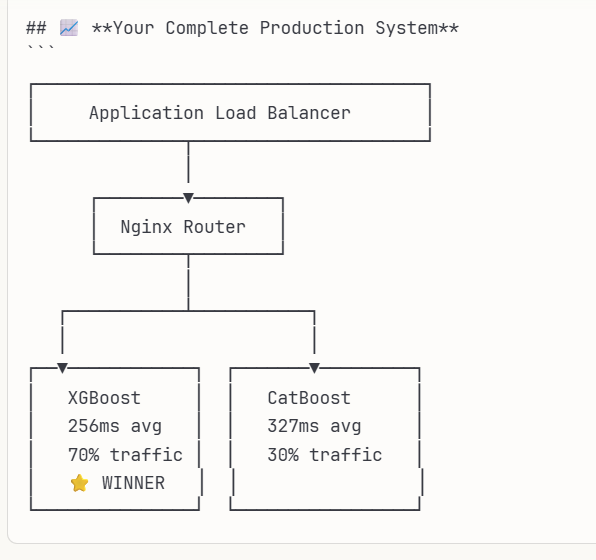 ## 📈 **Your Complete Production System**
```
Application Load Balancer
Nginx Router
XGBoost CatBoost
256ms avg 327ms avg
70% traffic 30% traffic
⭐ WINNER